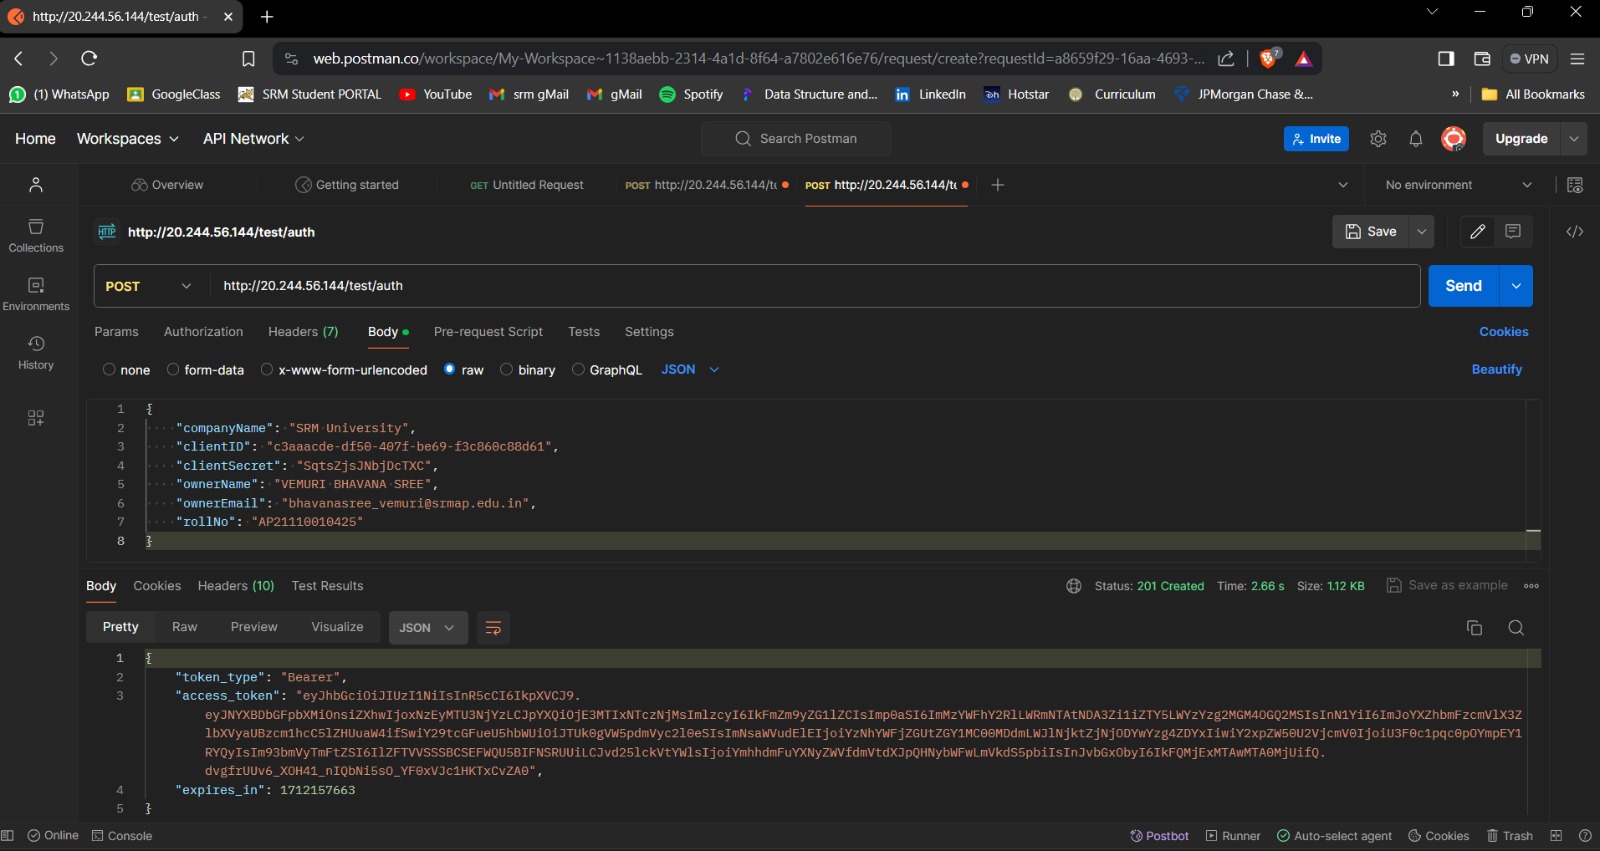 http://20.244.56.144/test/auth
web.postman.co/workspace/My-Workspace~1138aebb-2314-4a1d-8f64-a7802e616e76/request/create?requestId=a8659f29-16aa-4693-...
7
VPN
(1) WhatsApp GoogleClass SRM Student PORTAL YouTube srm gMail gMail Spotify Data Structure and... LinkedIn Hotstar Curriculum JPMorgan Chase &... » All Bookmarks
Home Workspaces API Network Search Postman Invite Upgrade
Overview Getting started GET Untitled Request POST http://20.244.56.144/te POST http://20.244.56.144/te No environment
Collections
Environments
History
HTTP http://20.244.56.144/test/auth Save
POST http://20.244.56.144/test/auth Send
Params Authorization Headers (7) Body Pre-request Script Tests Settings Cookies
none form-data x-www-form-urlencoded raw binary GraphQL JSON Beautify
1 {
2 "companyName": "SRM University",
3 "clientID": "c3aaacde-df50-407f-be69-f3c860c88d61",
4 "clientSecret": "SqtsZjsJNbjDcTXC",
5 "ownerName": "VEMURI BHAVANA SREE",
6 "ownerEmail": "bhavanasree_vemuri@srmap.edu.in",
7 "rollNo": "AP21110010425"
8 }
Body Cookies Headers (10) Test Results Status: 201 Created Time: 2.66 s Size: 1.12 KB Save as example
Pretty Raw Preview Visualize JSON
1 {
2 "token_type": "Bearer",
3 "access_token": "eyJhbGciOiJIUzI1NiIsInR5cCI6IkpXVCJ9.
4 "expires_in": 1712157663
5 }
Online Console Postbot Runner Auto-select agent Cookies Trash